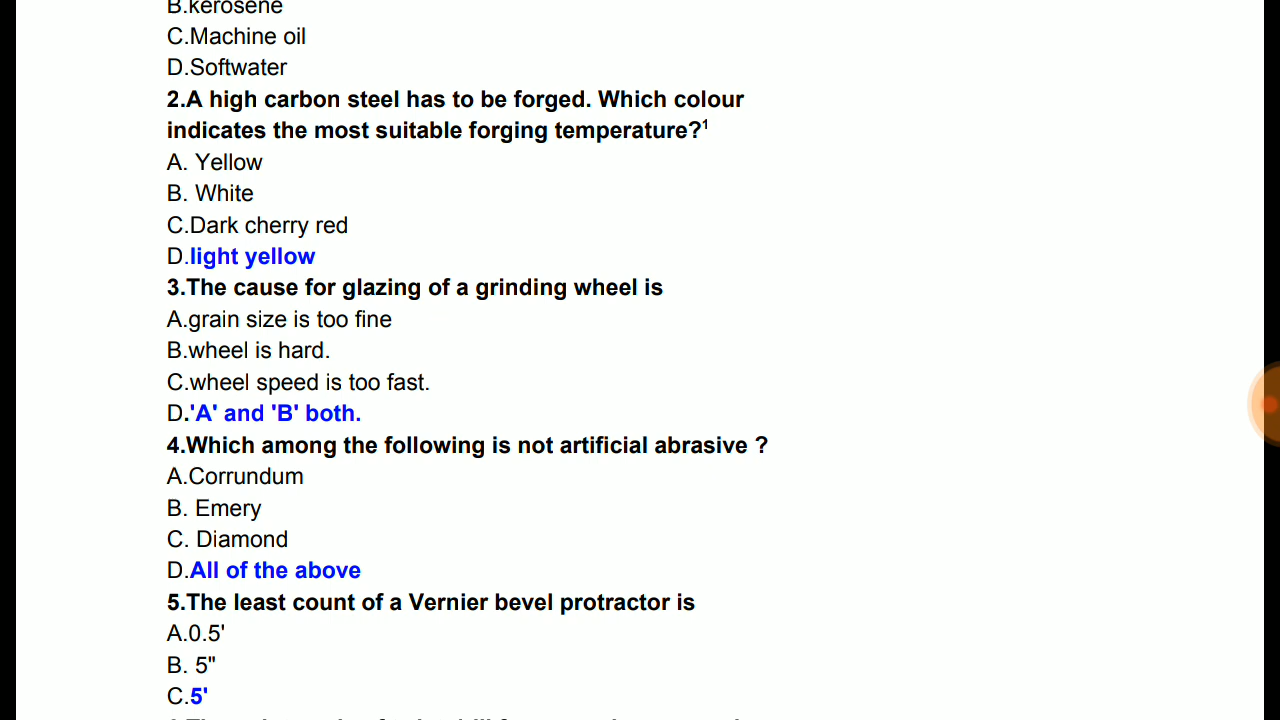 B.kerosene
C.Machine oil
D.Softwater
2.A high carbon steel has to be forged. Which colour
indicates the most suitable forging temperature?¹
A. Yellow
B. White
C.Dark cherry red
D.light yellow
3.The cause for glazing of a grinding wheel is
A.grain size is too fine
B.wheel is hard.
C.wheel speed is too fast.
D.'A' and 'B' both.
4.Which among the following is not artificial abrasive ?
A.Corrundum
B. Emery
C. Diamond
D.All of the above
5.The least count of a Vernier bevel protractor is
A.0.5'
B. 5"
C.5'